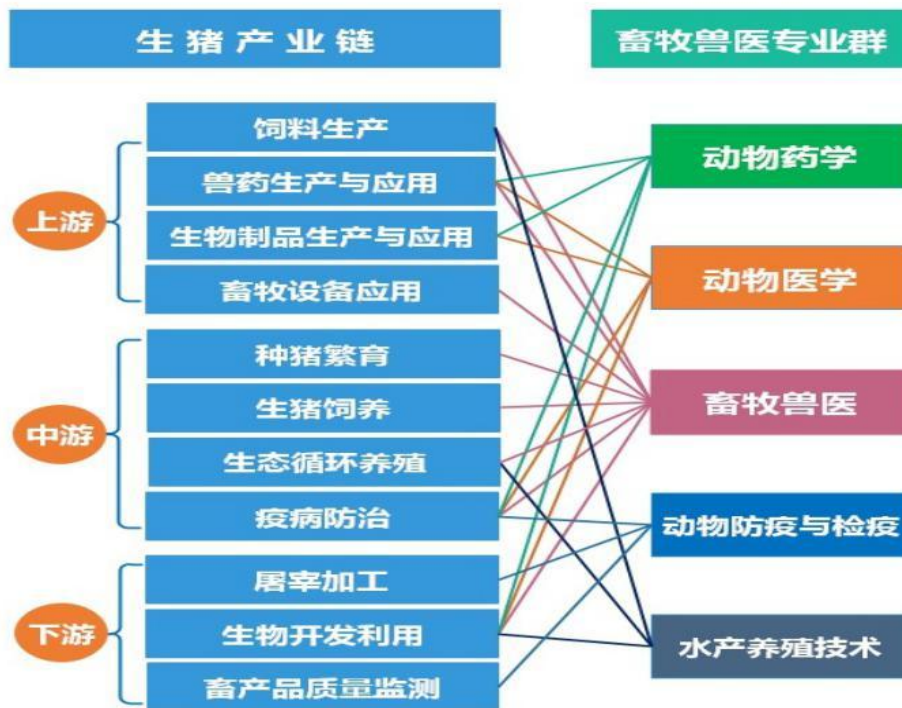 生猪产业链
畜牧兽医专业群
上游
饲料生产
兽药生产与应用
生物制品生产与应用
畜牧设备应用
中游
种猪繁育
生猪饲养
生态循环养殖
疫病防治
下游
屠宰加工
生物开发利用
畜产品质量监测
动物药学
动物医学
畜牧兽医
动物防疫与检疫
水产养殖技术